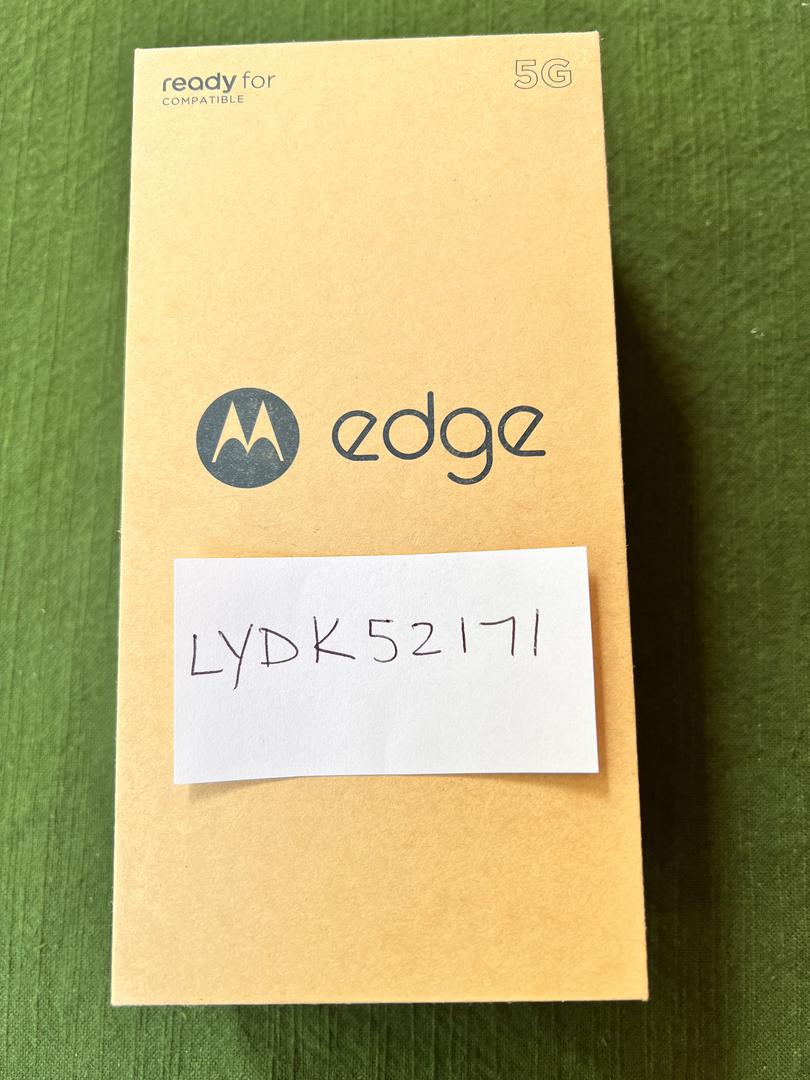 ready for 5G
COMPATIBLE
edge
LYDK52171